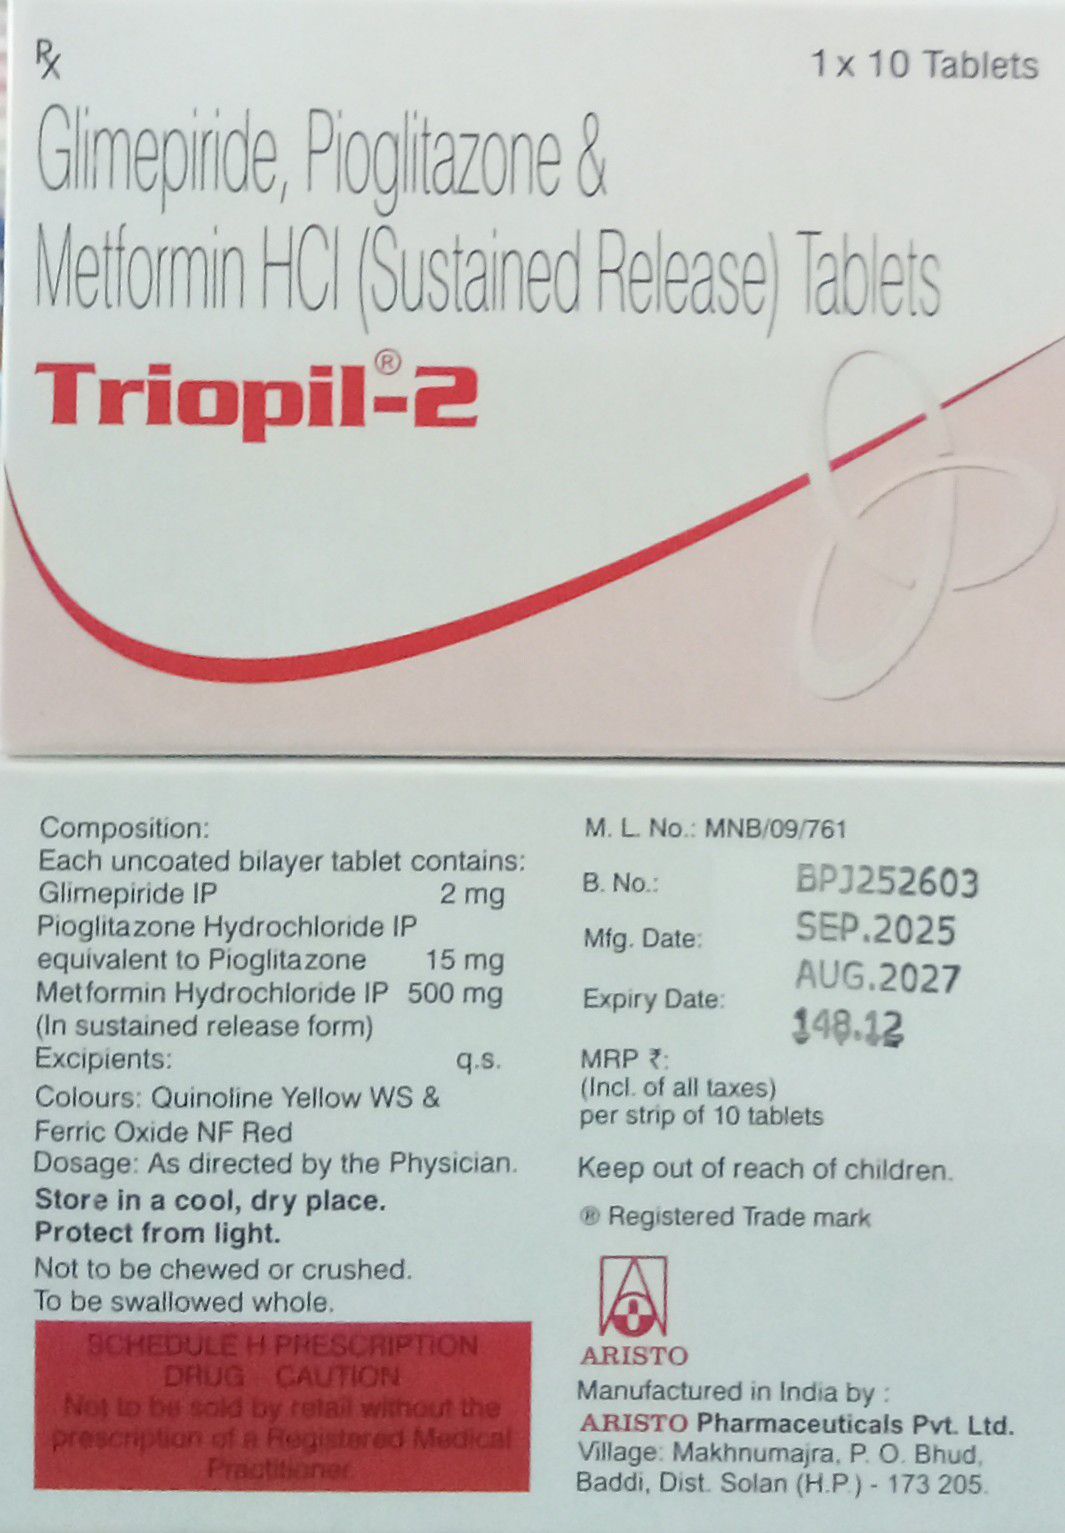 Rx
1 x 10 Tablets
Glimepiride, Pioglitazone &
Metformin HCl (Sustained Release) Tablets
Triopil®-2
Composition:
Each uncoated bilayer tablet contains:
Glimepiride IP 2 mg
Pioglitazone Hydrochloride IP
equivalent to Pioglitazone 15 mg
Metformin Hydrochloride IP 500 mg
(In sustained release form)
Excipients: q.s.
Colours: Quinoline Yellow WS &
Ferric Oxide NF Red
Dosage: As directed by the Physician.
Store in a cool, dry place.
Protect from light.
Not to be chewed or crushed.
To be swallowed whole.
SCHEDULE H PRESCRIPTION
DRUG CAUTION
Not to be sold by retail without the
prescription of a Registered Medical
Practitioner
M. L. No.: MNB/09/761
B. No.: BPJ252603
Mfg. Date: SEP.2025
Expiry Date: AUG.2027
MRP ₹: 148.12
(Incl. of all taxes)
per strip of 10 tablets
Keep out of reach of children.
® Registered Trade mark
ARISTO
Manufactured in India by :
ARISTO Pharmaceuticals Pvt. Ltd.
Village: Makhnumajra, P. O. Bhud,
Baddi, Dist. Solan (H.P.) - 173 205.